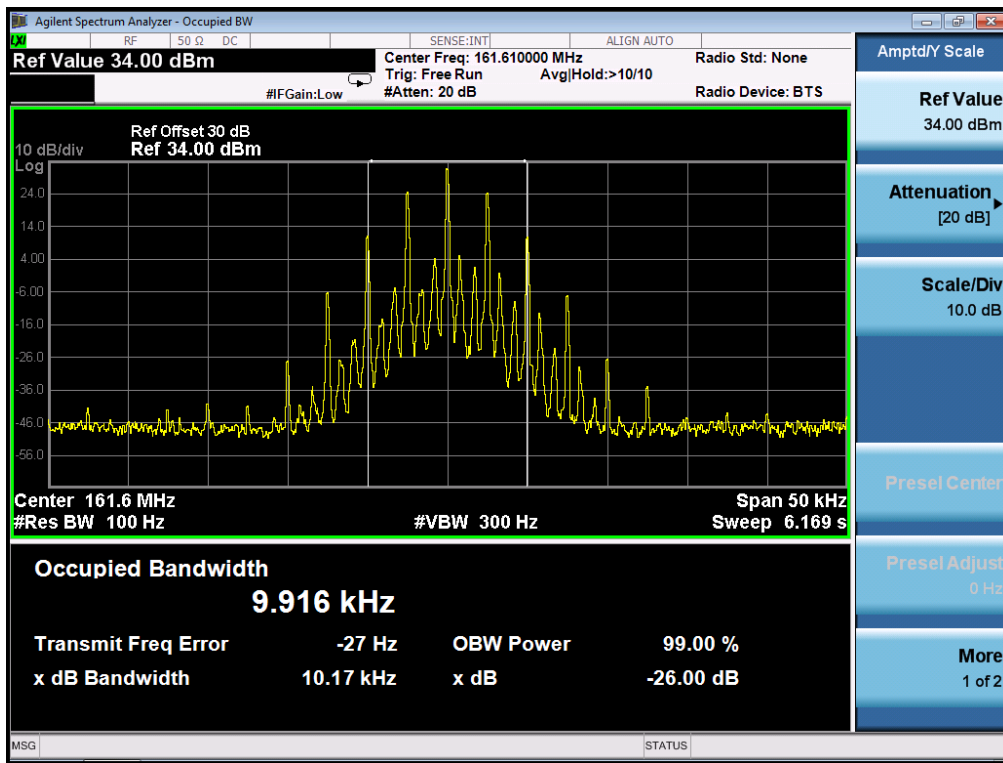 Agilent Spectrum Analyzer - Occupied BW
LXI RF 50 Ω DC SENSE:INT ALIGN AUTO
Ref Value 34.00 dBm
Center Freq: 161.610000 MHz Radio Std: None
Trig: Free Run Avg|Hold:>10/10
#IFGain:Low #Atten: 20 dB Radio Device: BTS
Ref Offset 30 dB
10 dB/div Ref 34.00 dBm
Log
24.0
14.0
4.00
-6.00
-16.0
-26.0
-36.0
-46.0
-56.0
Center 161.6 MHz Span 50 kHz
#Res BW 100 Hz #VBW 300 Hz Sweep 6.169 s
Occupied Bandwidth
9.916 kHz
Transmit Freq Error -27 Hz OBW Power 99.00 %
x dB Bandwidth 10.17 kHz x dB -26.00 dB
MSG STATUS
Amptd/Y Scale
Ref Value
34.00 dBm
Attenuation
[20 dB]
Scale/Div
10.0 dB
Presel Center
Presel Adjust
0 Hz
More
1 of 2